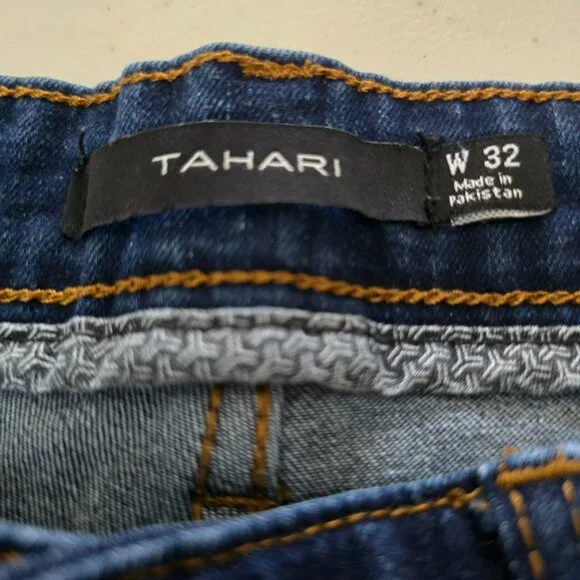 TAHARI
W 32
Made in
Pakistan